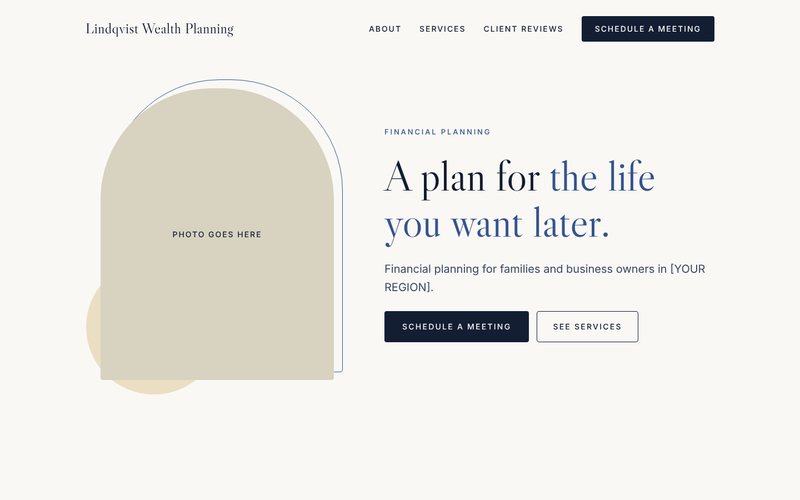 Lindqvist Wealth Planning
ABOUT
SERVICES
CLIENT REVIEWS
SCHEDULE A MEETING
PHOTO GOES HERE
FINANCIAL PLANNING
A plan for the life
you want later.
Financial planning for families and business owners in [YOUR
REGION].
SCHEDULE A MEETING
SEE SERVICES